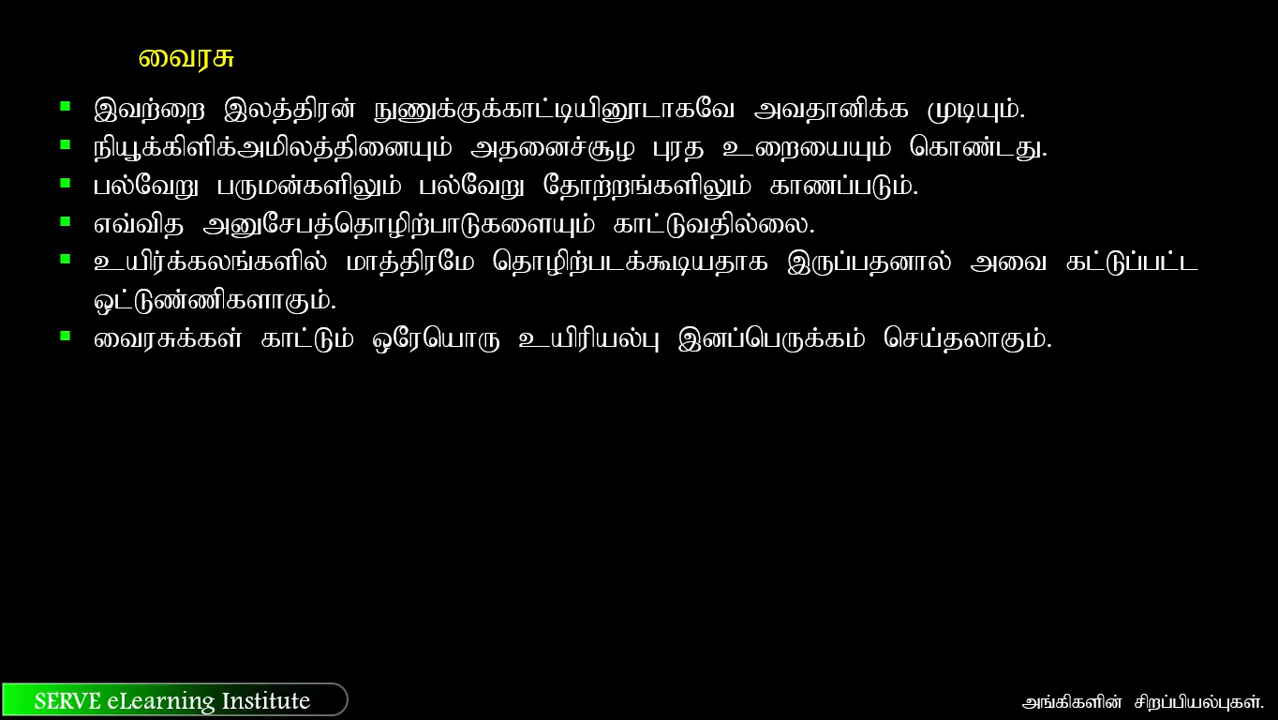 வைரசு
இவற்றை இலத்திரன் நுணுக்குக்காட்டியினூடாகவே அவதானிக்க முடியும்.
நியூக்கிளிக்அமிலத்தினையும் அதனைச்சூழ புரத உறையையும் கொண்டது.
பல்வேறு பருமன்களிலும் பல்வேறு தோற்றங்களிலும் காணப்படும்.
எவ்வித அனுசேபத்தொழிற்பாடுகளையும் காட்டுவதில்லை.
உயிர்க்கலங்களில் மாத்திரமே தொழிற்படக்கூடியதாக இருப்பதனால் அவை கட்டுப்பட்ட
ஒட்டுண்ணிகளாகும்.
வைரசுக்கள் காட்டும் ஒரேயொரு உயிரியல்பு இனப்பெருக்கம் செய்தலாகும்.
SERVE eLearning Institute
அங்கிகளின் சிறப்பியல்புகள்.